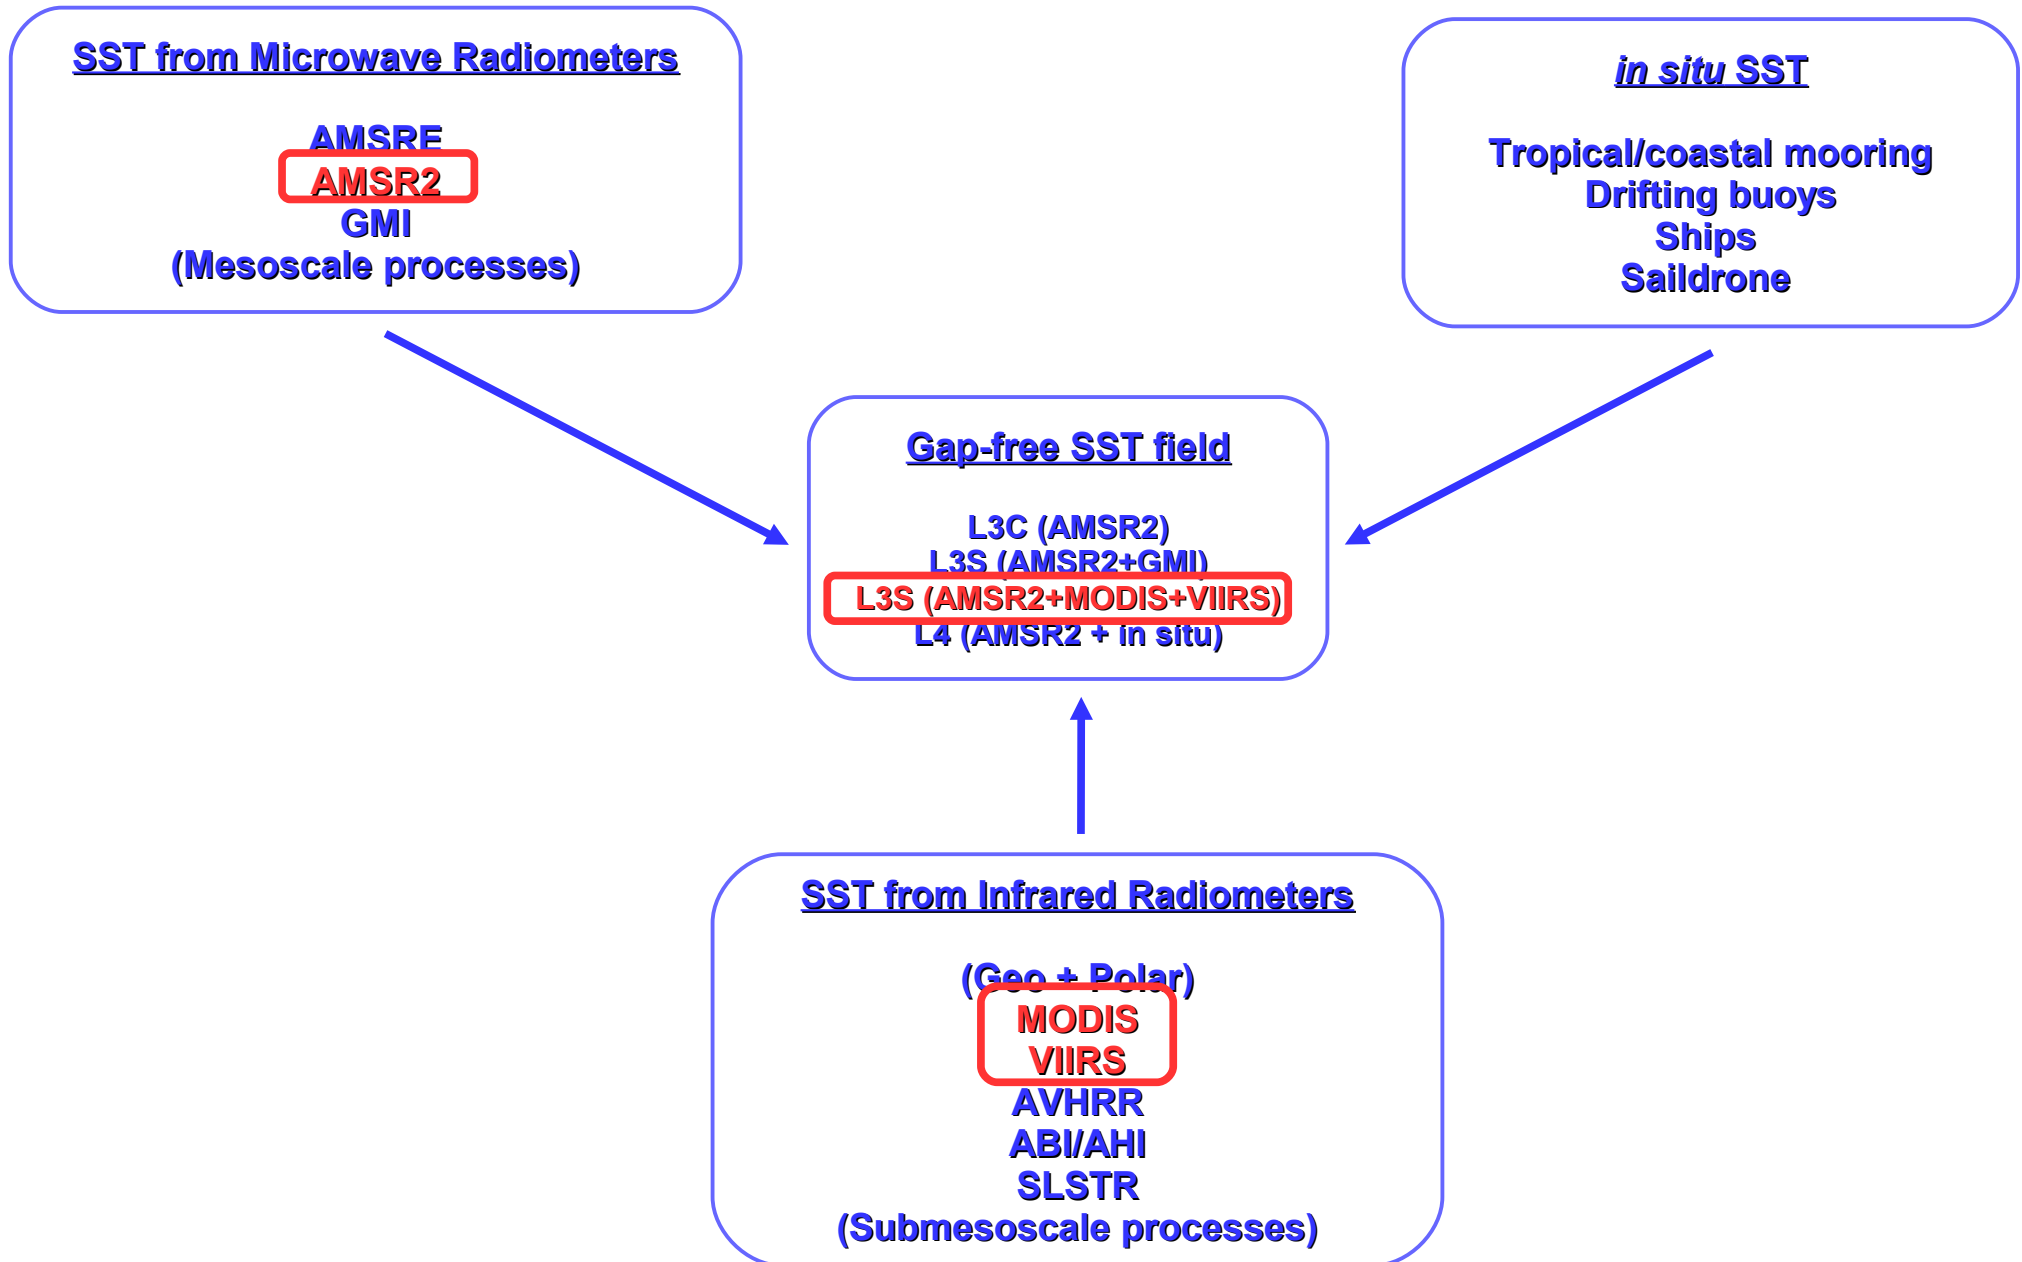 SST from Microwave Radiometers
AMSRE
AMSR2
GMI
(Mesoscale processes)
in situ SST
Tropical/coastal mooring
Drifting buoys
Ships
Saildrone
Gap-free SST field
L3C (AMSR2)
L3S (AMSR2+GMI)
L3S (AMSR2+MODIS+VIIRS)
L4 (AMSR2 + in situ)
SST from Infrared Radiometers
(Geo + Polar)
MODIS
VIIRS
AVHRR
ABI/AHI
SLSTR
(Submesoscale processes)